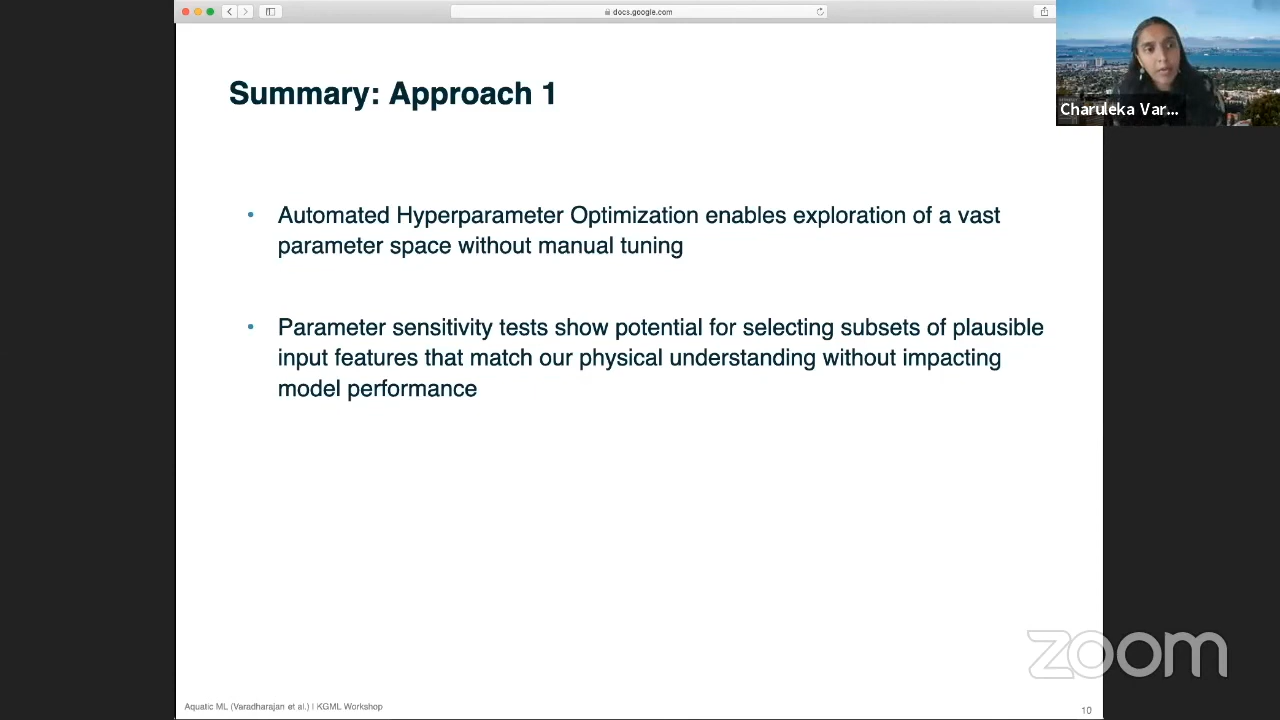 docs.google.com
Summary: Approach 1
Charuleka Var...
• Automated Hyperparameter Optimization enables exploration of a vast
parameter space without manual tuning
• Parameter sensitivity tests show potential for selecting subsets of plausible
input features that match our physical understanding without impacting
model performance
zoom
Aquatic ML (Varadharajan et al.) I KGML Workshop
10